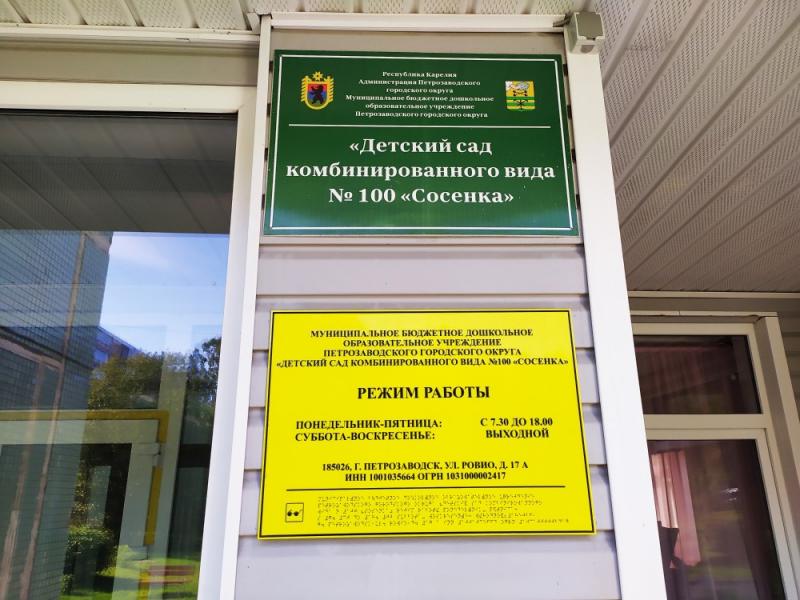 Республика Карелия
Администрация Петрозаводского
городского округа
Муниципальное бюджетное дошкольное
образовательное учреждение
Петрозаводского городского округа
«Детский сад
комбинированного вида
№ 100 «Сосенка»
МУНИЦИПАЛЬНОЕ БЮДЖЕТНОЕ ДОШКОЛЬНОЕ
ОБРАЗОВАТЕЛЬНОЕ УЧРЕЖДЕНИЕ
ПЕТРОЗАВОДСКОГО ГОРОДСКОГО ОКРУГА
«ДЕТСКИЙ САД КОМБИНИРОВАННОГО ВИДА №100 «СОСЕНКА»
РЕЖИМ РАБОТЫ
ПОНЕДЕЛЬНИК-ПЯТНИЦА: С 7.30 ДО 18.00
СУББОТА-ВОСКРЕСЕНЬЕ: ВЫХОДНОЙ
185026, Г. ПЕТРОЗАВОДСК, УЛ. РОВИО, Д. 17 А
ИНН 1001035664 ОГРН 1031000002417